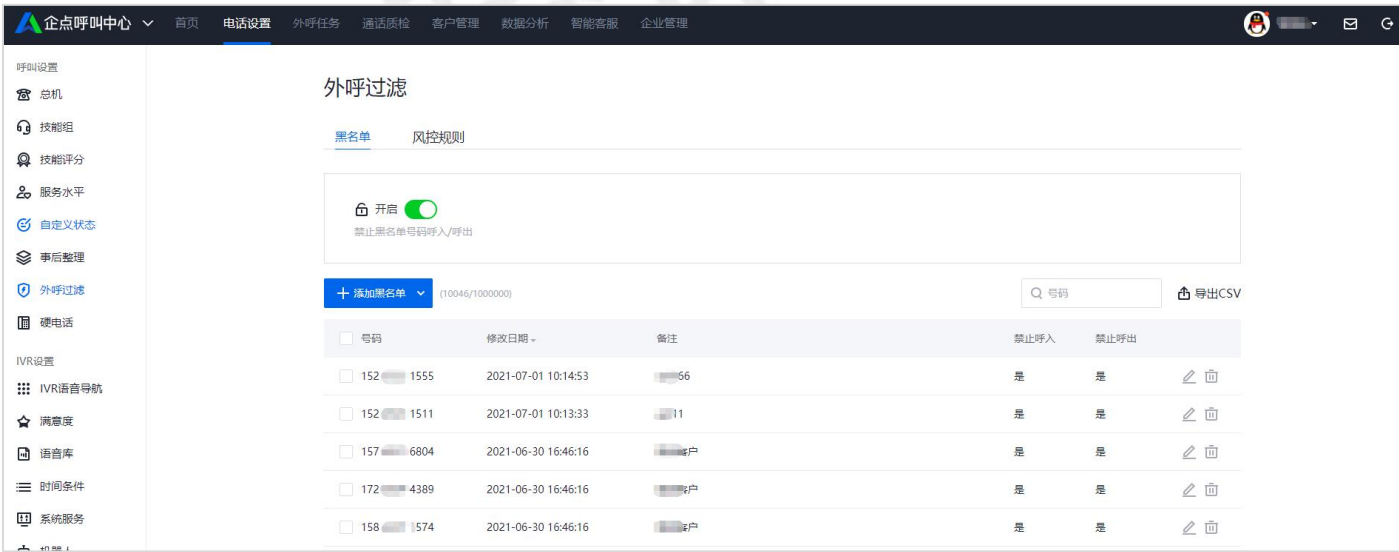 企点呼叫中心 首页 电话设置 外呼任务 通话质检 客户管理 数据分析 智能客服 企业管理
呼叫设置
总机
技能组
技能评分
服务水平
自定义状态
事后整理
外呼过滤
硬电话
IVR设置
IVR语音导航
满意度
语音库
时间条件
系统服务
外呼过滤
黑名单 风控规则
开启
禁止黑名单号码呼入/呼出
添加黑名单 (10046/1000000) 号码 导出CSV
号码 修改日期 备注 禁止呼入 禁止呼出
152 1555 2021-07-01 10:14:53 66 是 是
152 1511 2021-07-01 10:13:33 11 是 是
157 6804 2021-06-30 16:46:16 户 是 是
172 4389 2021-06-30 16:46:16 户 是 是
158 1574 2021-06-30 16:46:16 户 是 是